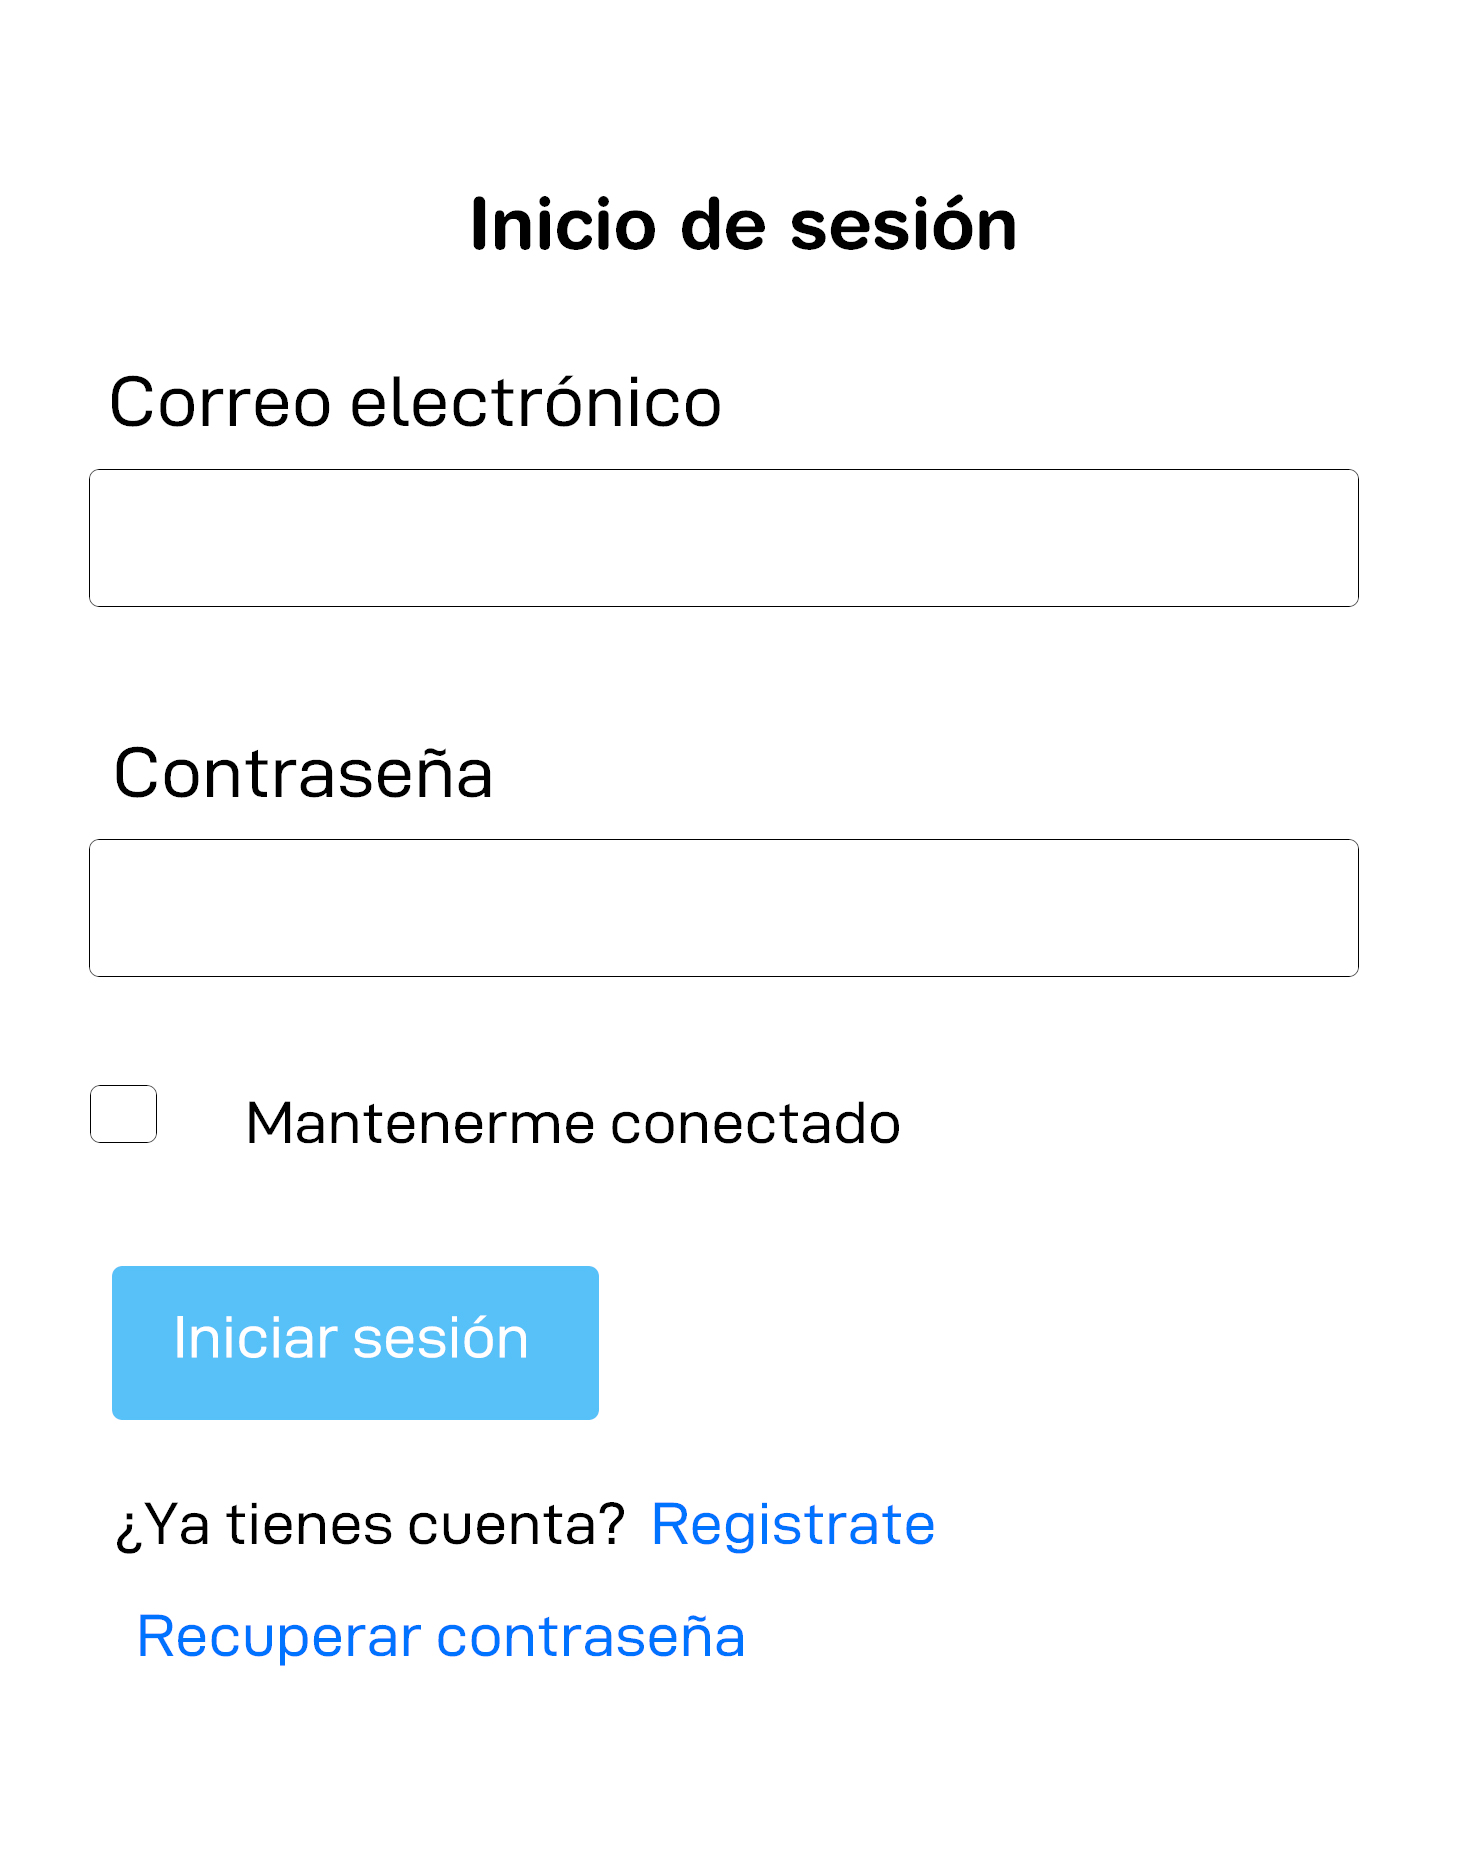 Inicio de sesión
Correo electrónico
Contraseña
Mantenerme conectado
Iniciar sesión
¿Ya tienes cuenta? Registrate
Recuperar contraseña